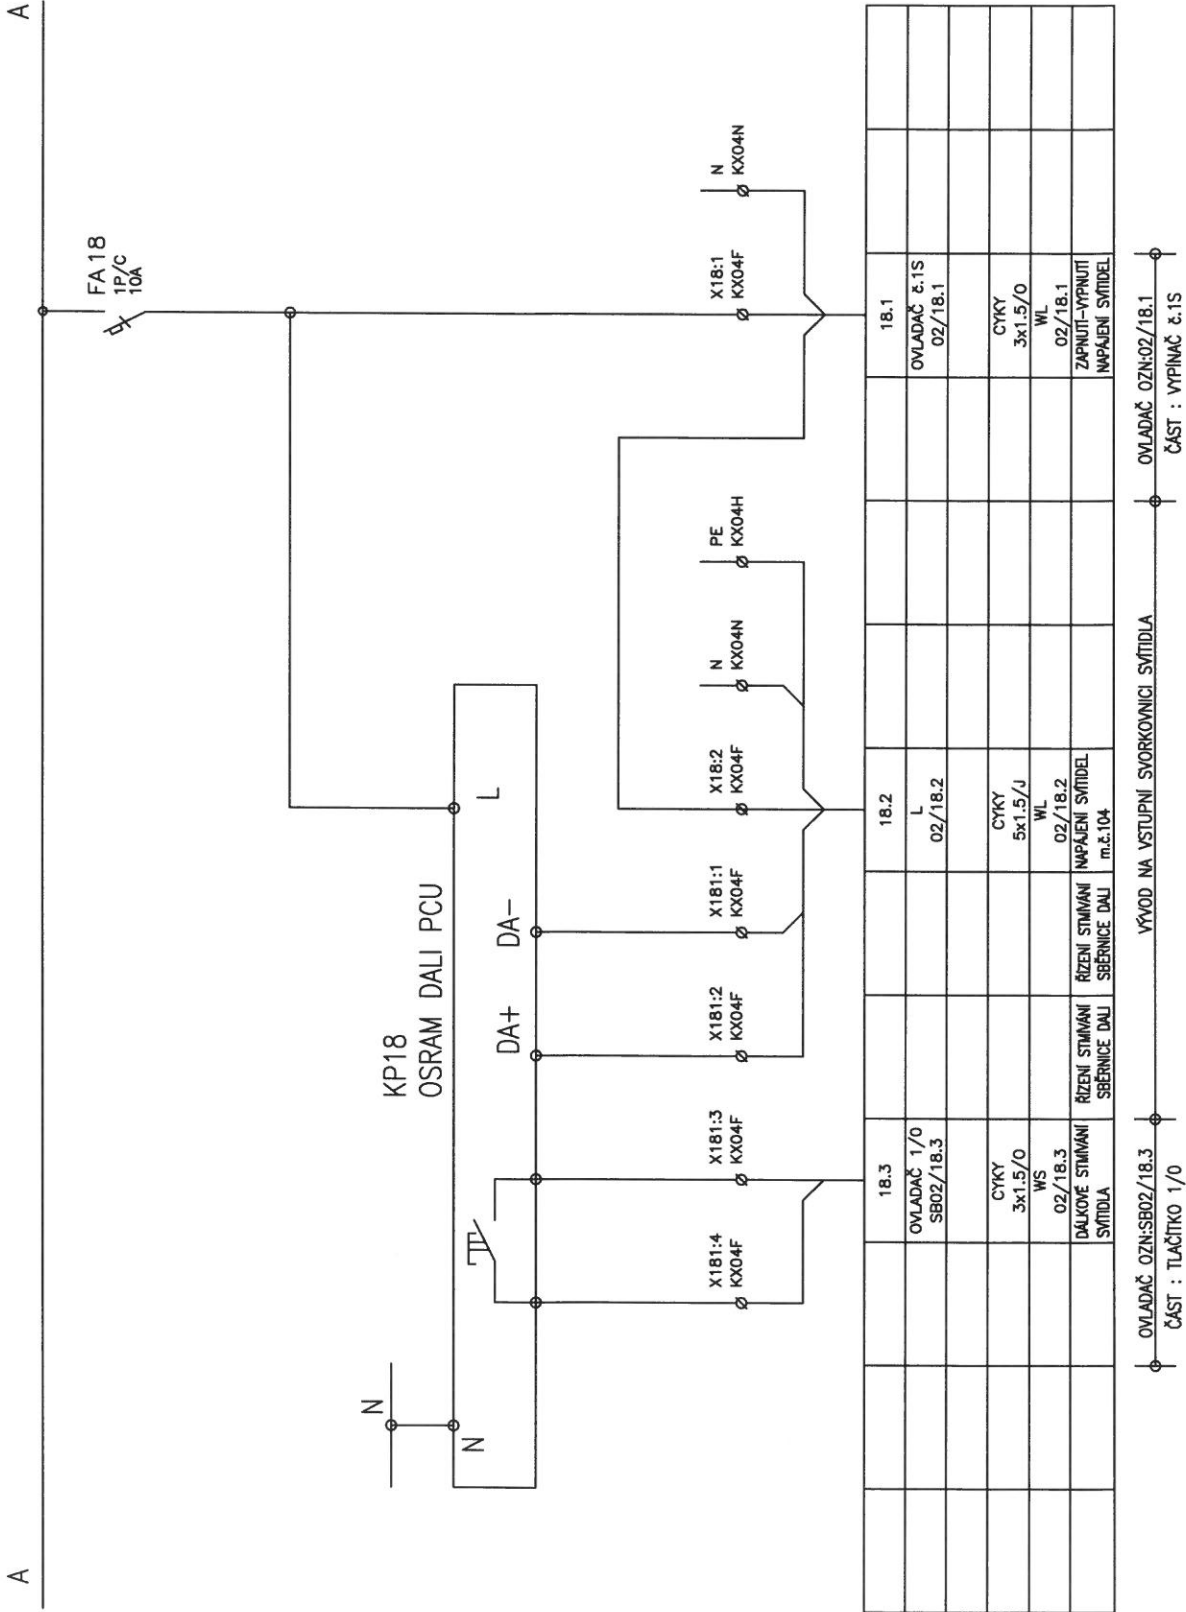 A
A
FA18
1P/C
10A
KP18
OSRAM DALI PCU
N
N
DA+
DA-
L
X181:4
KX04F
X181:3
KX04F
X181:2
KX04F
X181:1
KX04F
X18:2
KX04F
N
KX04N
PE
KX04H
X18:1
KX04F
N
KX04N
18.3
18.2
18.1
OVLADAČ 1/0
SB02/18.3
L
02/18.2
OVLADAČ č.1S
02/18.1
CYKY
3x1.5/O
CYKY
5x1.5/J
CYKY
3x1.5/O
WS
02/18.3
WL
02/18.2
WL
02/18.1
DÁLKOVÉ STMÍVÁNÍ
SVÍTIDLA
ŘÍZENÍ STMÍVÁNÍ
SBĚRNICE DALI
ŘÍZENÍ STMÍVÁNÍ
SBĚRNICE DALI
NAPÁJENÍ SVÍTIDEL
m.č.104
ZAPNUTÍ-VYPNUTÍ
NAPÁJENÍ SVÍTIDEL
OVLADAČ OZN:SB02/18.3
ČÁST : TLAČÍTKO 1/0
VÝVOD NA VSTUPNÍ SVORKOVNICI SVÍTIDLA
OVLADAČ OZN:02/18.1
ČÁST : VYPÍNAČ č.1S